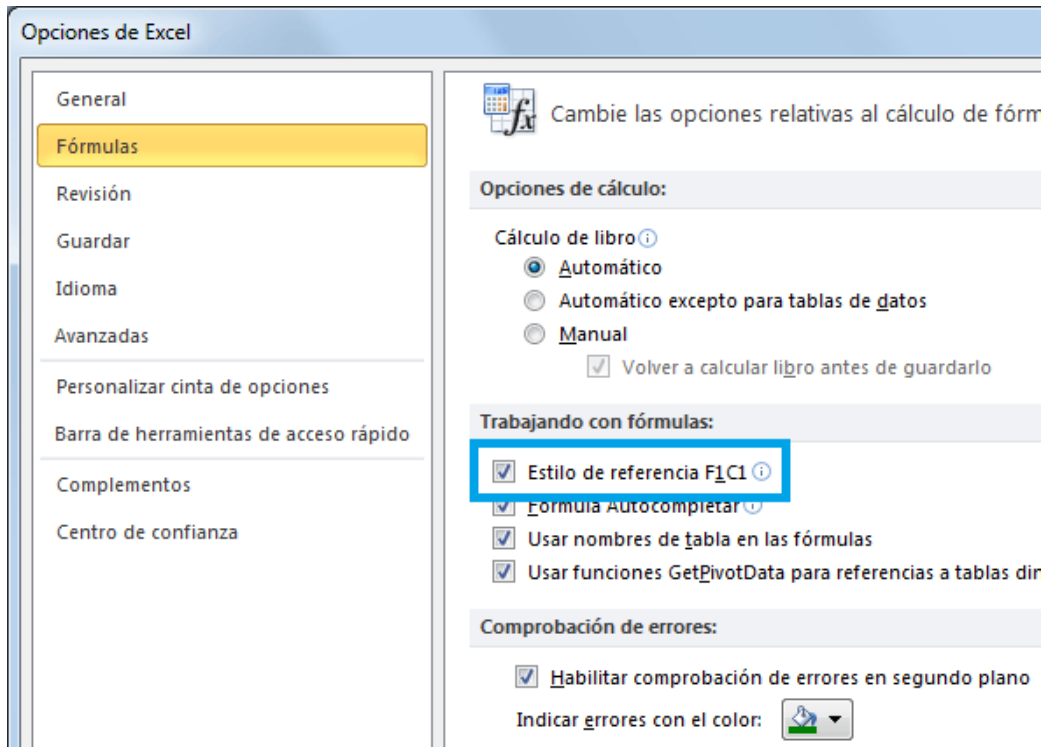 Opciones de Excel
General
Fórmulas
Revisión
Guardar
Idioma
Avanzadas
Personalizar cinta de opciones
Barra de herramientas de acceso rápido
Complementos
Centro de confianza
Cambie las opciones relativas al cálculo de fórm
Opciones de cálculo:
Cálculo de libro
Automático
Automático excepto para tablas de datos
Manual
Volver a calcular libro antes de guardarlo
Trabajando con fórmulas:
Estilo de referencia F1C1
Fórmula Autocompletar
Usar nombres de tabla en las fórmulas
Usar funciones GetPivotData para referencias a tablas din
Comprobación de errores:
Habilitar comprobación de errores en segundo plano
Indicar errores con el color: